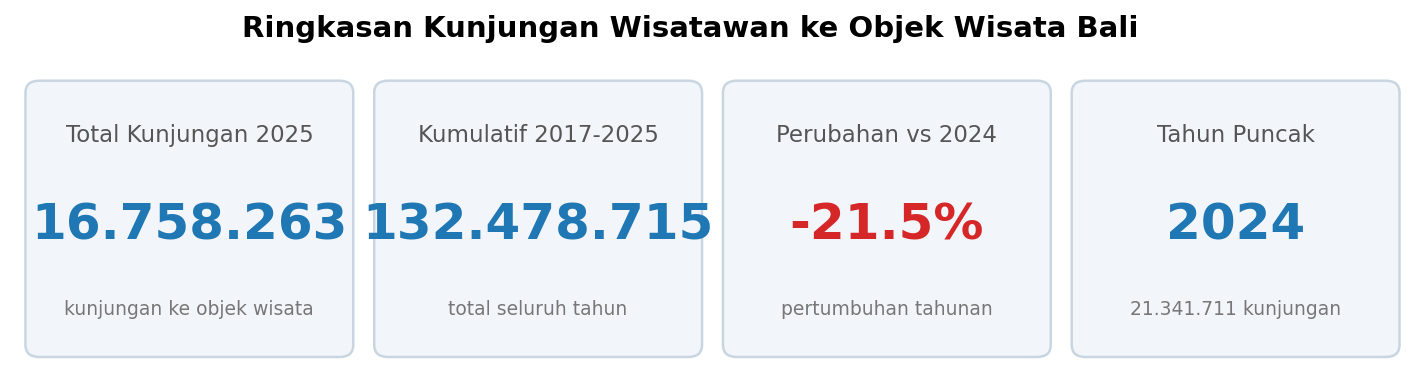 Ringkasan Kunjungan Wisatawan ke Objek Wisata Bali
Total Kunjungan 2025
16.758.263
kunjungan ke objek wisata
Kumulatif 2017-2025
132.478.715
total seluruh tahun
Perubahan vs 2024
-21.5%
pertumbuhan tahunan
Tahun Puncak
2024
21.341.711 kunjungan